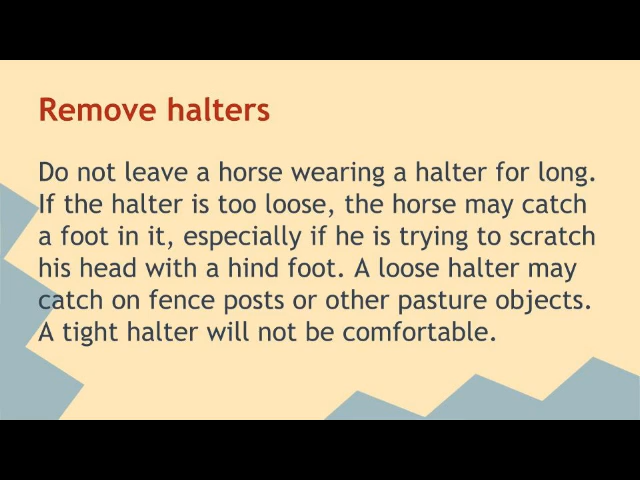 Remove halters
Do not leave a horse wearing a halter for long.
If the halter is too loose, the horse may catch
a foot in it, especially if he is trying to scratch
his head with a hind foot. A loose halter may
catch on fence posts or other pasture objects.
A tight halter will not be comfortable.